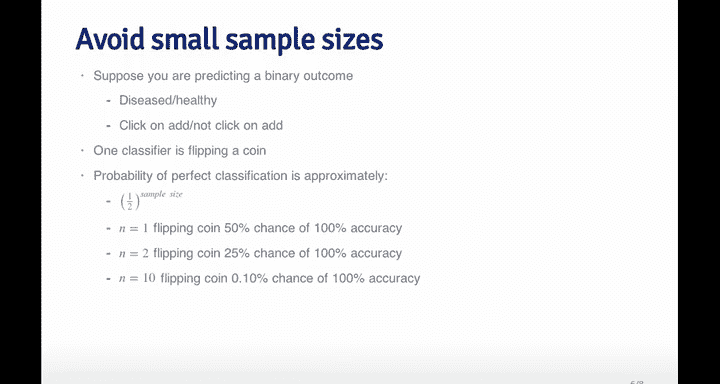 Avoid small sample sizes
· Suppose you are predicting a binary outcome
- Diseased/healthy
- Click on add/not click on add
· One classifier is flipping a coin
· Probability of perfect classification is approximately:
- (1/2)^sample size
- n = 1 flipping coin 50% chance of 100% accuracy
- n = 2 flipping coin 25% chance of 100% accuracy
- n = 10 flipping coin 0.10% chance of 100% accuracy